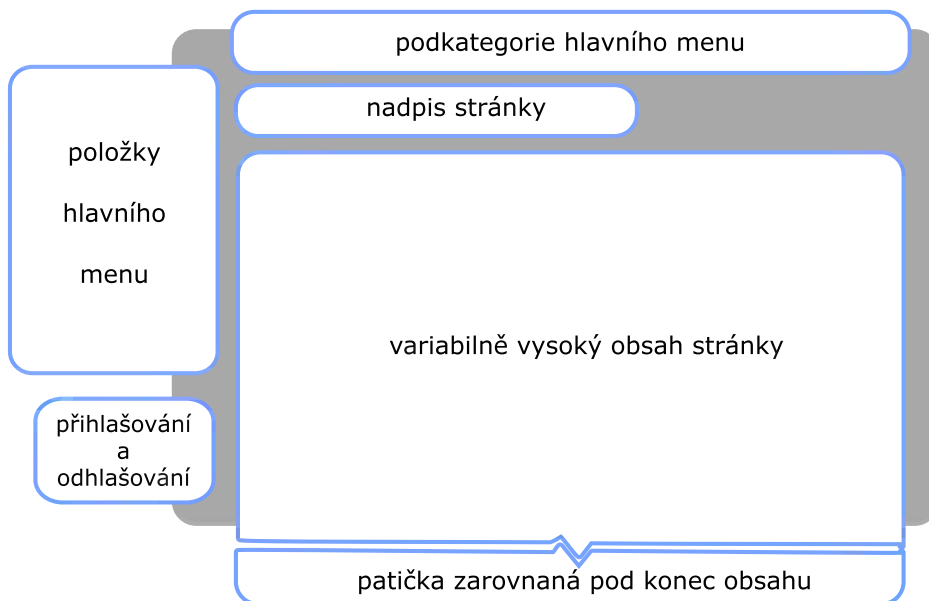 podkategorie hlavního menu
nadpis stránky
položky
hlavního
menu
variabilně vysoký obsah stránky
přihlašování
a
odhlašování
patička zarovnaná pod konec obsahu